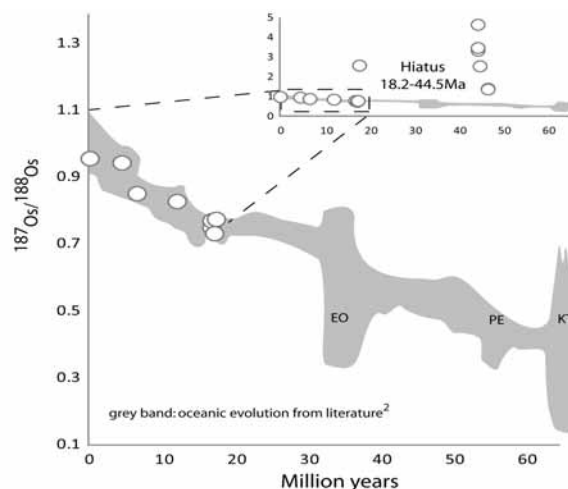 5
4
3
2
1
0
Hiatus
18.2-44.5Ma
0 10 20 30 40 50 60
1.3
1.1
0.9
0.7
0.5
0.3
0.1
187Os/188Os
EO
PE
KT
grey band: oceanic evolution from literature2
0 10 20 30 40 50 60
Million years